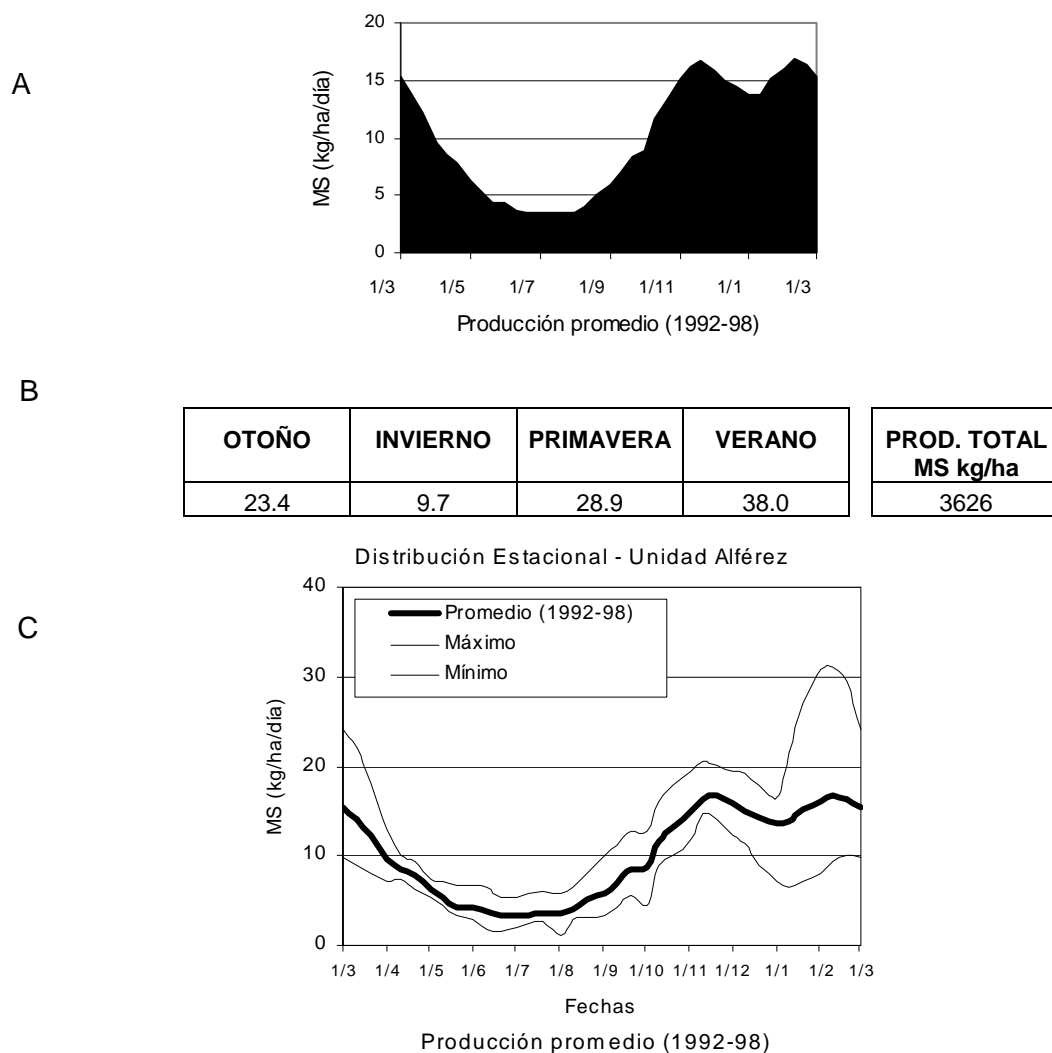 A
MS (kg/ha/día)
20
15
10
5
0
1/3 1/5 1/7 1/9 1/11 1/1 1/3
Producción promedio (1992-98)
B
OTOÑO INVIERNO PRIMAVERA VERANO PROD. TOTAL
MS kg/ha
23.4 9.7 28.9 38.0 3626
Distribución Estacional - Unidad Alférez
C
MS (kg/ha/día)
40
30
20
10
0
Promedio (1992-98)
Máximo
Mínimo
1/3 1/4 1/5 1/6 1/7 1/8 1/9 1/10 1/11 1/12 1/1 1/2 1/3
Fechas
Producción promedio (1992-98)